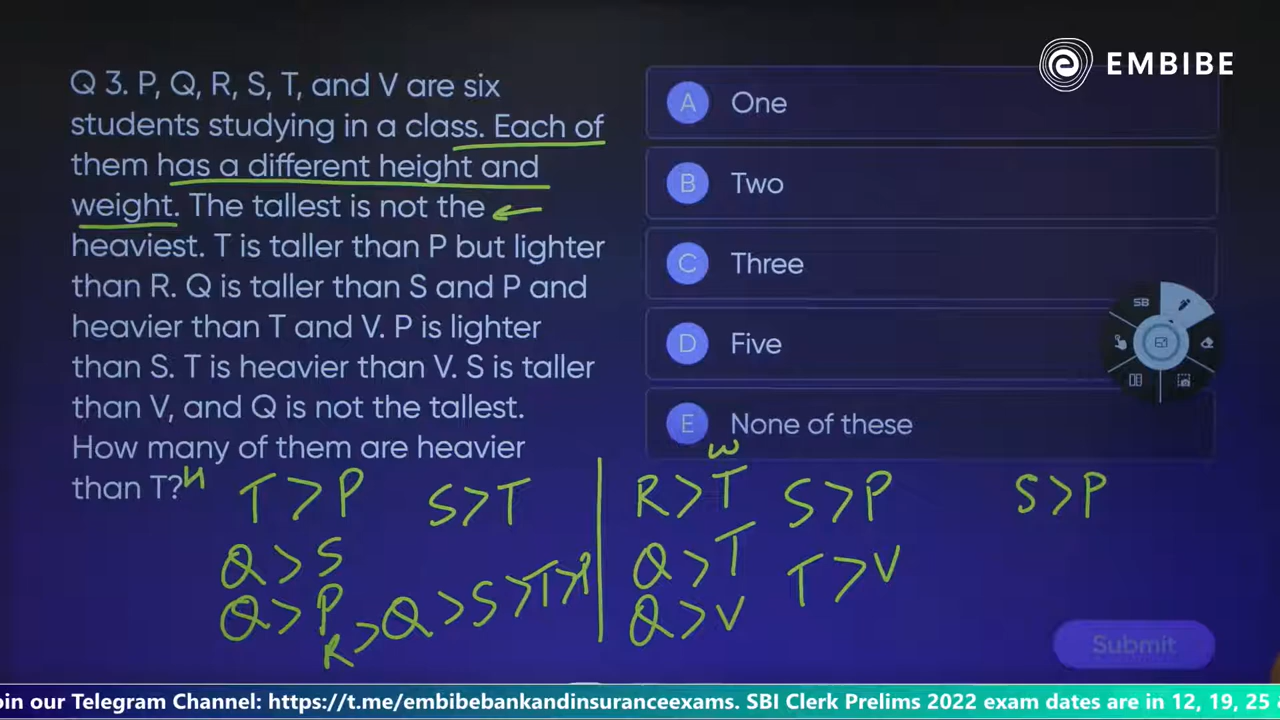 EMBIBE
Q 3. P, Q, R, S, T, and V are six
students studying in a class. Each of
them has a different height and
weight. The tallest is not the
heaviest. T is taller than P but lighter
than R. Q is taller than S and P and
heavier than T and V. P is lighter
than S. T is heavier than V. S is taller
than V, and Q is not the tallest.
How many of them are heavier
than T?
A One
B Two
C Three
D Five
E None of these
SB
H
T > P
S > T
Q > S
Q > P
R > Q > S > T > P
W
R > T
S > P
Q > T
T > V
Q > V
S > P
Submit
oin our Telegram Channel: https://t.me/embibebankandinsuranceexams. SBI Clerk Prelims 2022 exam dates are in 12, 19, 25